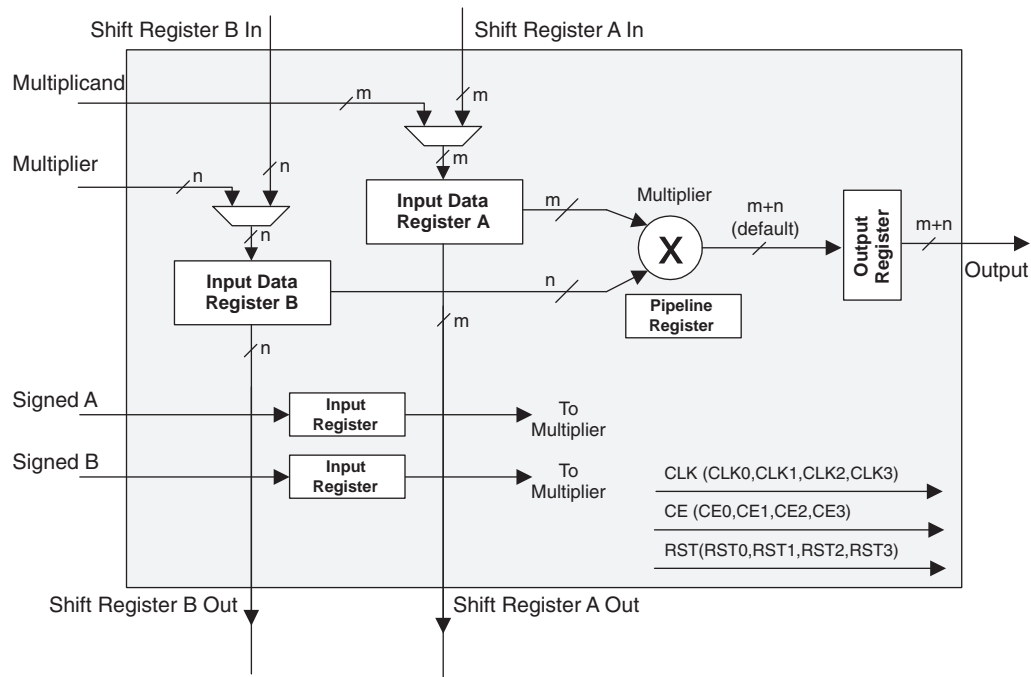 Shift Register B In
Shift Register A In
Multiplicand
m
m
Multiplier
n
n
m
n
Input Data
Register A
m
Multiplier
X
m+n
(default)
Output
Register
m+n
Output
Input Data
Register B
n
Pipeline
Register
m
n
Signed A
Input
Register
To
Multiplier
Signed B
Input
Register
To
Multiplier
CLK (CLK0,CLK1,CLK2,CLK3)
CE (CE0,CE1,CE2,CE3)
RST(RST0,RST1,RST2,RST3)
Shift Register B Out
Shift Register A Out